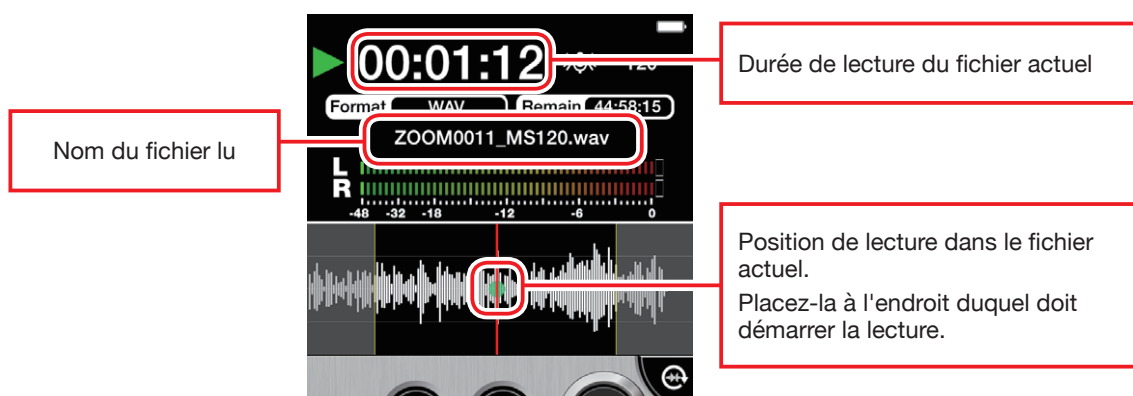 00:01:12
120
Durée de lecture du fichier actuel
Format WAV Remain 44:58:15
Nom du fichier lu
ZOOM0011_MS120.wav
L
R
-48 -32 -18 -12 -6 0
Position de lecture dans le fichier
actuel.
Placez-la à l'endroit duquel doit
démarrer la lecture.